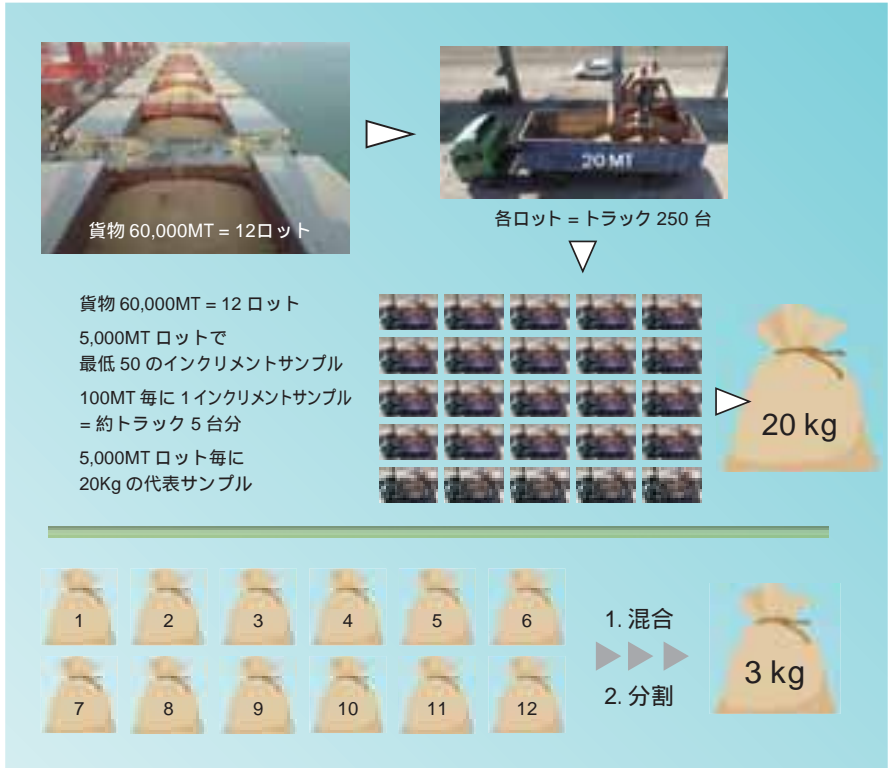 貨物 60,000MT = 12ロット
20 MT
各ロット = トラック 250 台
貨物 60,000MT = 12 ロット
5,000MT ロットで
最低 50 のインクリメントサンプル
100MT 毎に 1 インクリメントサンプル
= 約トラック 5 台分
5,000MT ロット毎に
20Kg の代表サンプル
20 kg
1 2 3 4 5 6
7 8 9 10 11 12
1. 混合
2. 分割
3 kg